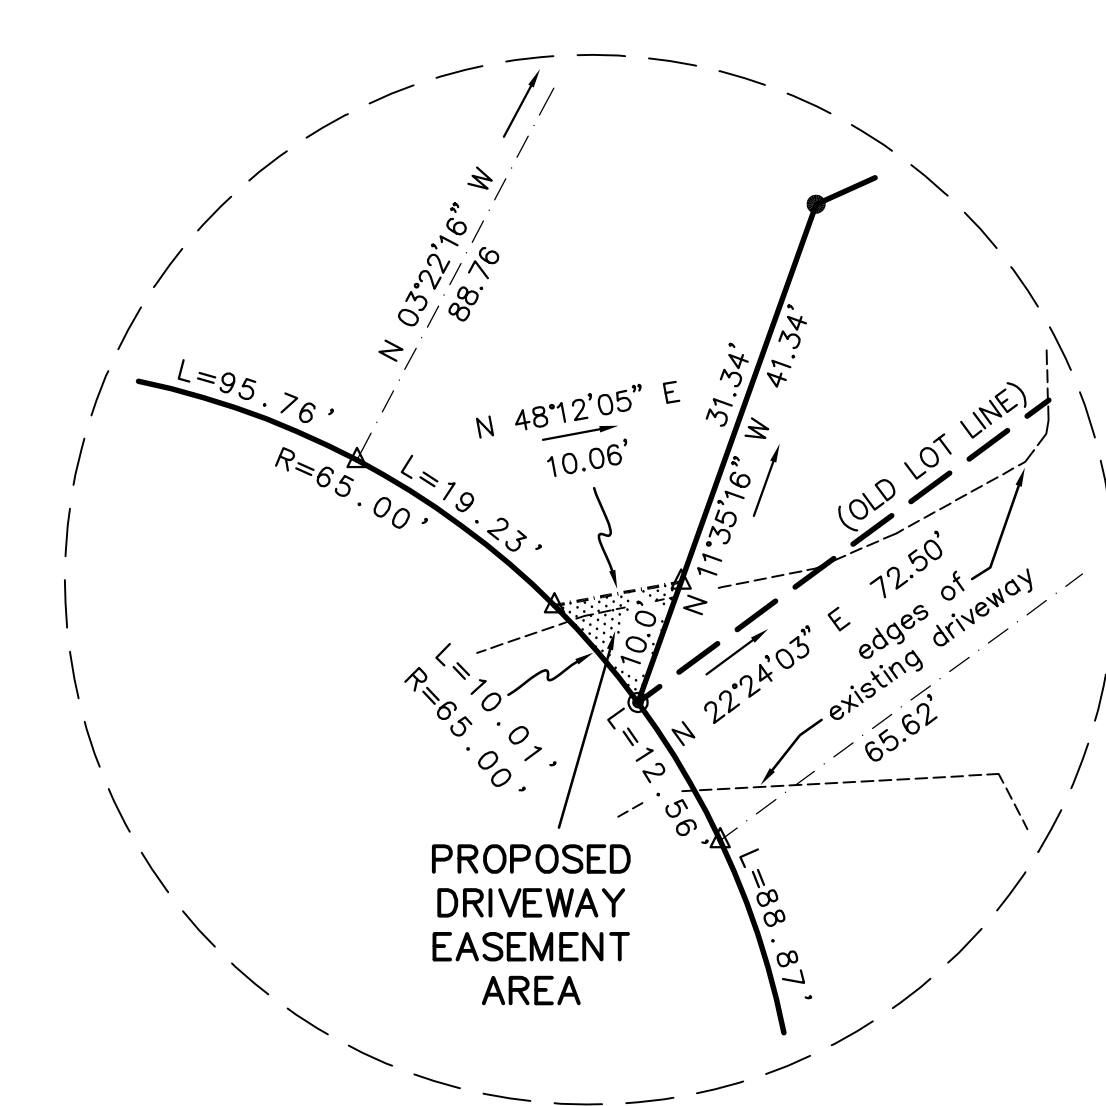 N 03°22'16" W
88.76
L=95.76'
R=65.00'
L=19.23'
N 48°12'05" E
10.06'
31.34'
41.34'
N 11°35'16" W
(OLD LOT LINE)
10.0'
N 22°24'03" E 72.50'
edges of
existing driveway
65.62'
L=10.01'
R=65.00'
L=12.56'
L=88.87'
PROPOSED
DRIVEWAY
EASEMENT
AREA